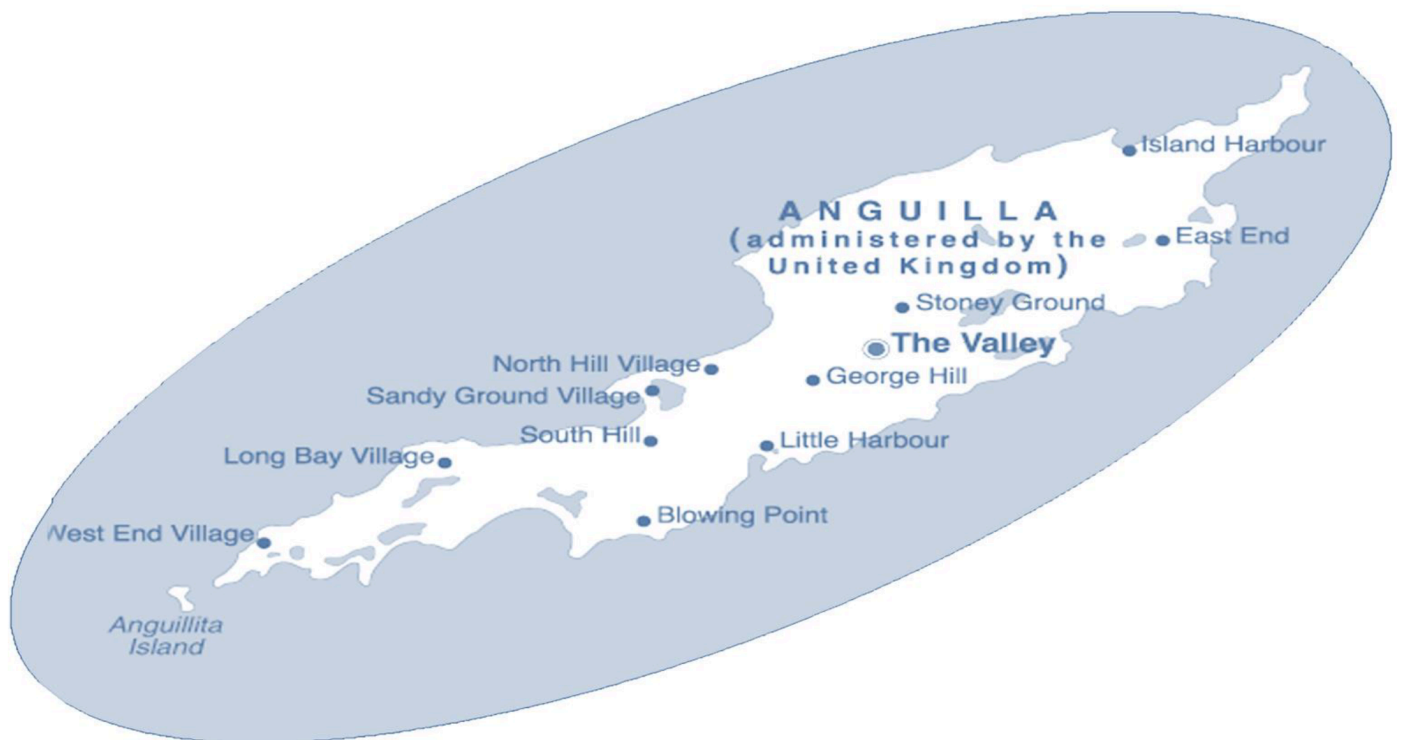 Island Harbour
ANGUILLA
(administered by the
United Kingdom)
East End
Stoney Ground
The Valley
North Hill Village
George Hill
Sandy Ground Village
South Hill
Little Harbour
Long Bay Village
Blowing Point
West End Village
Anguillita
Island